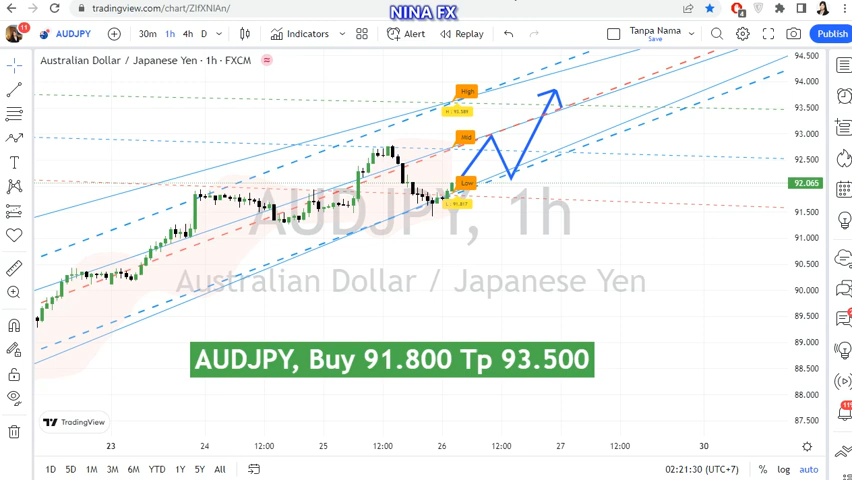 tradingview.com/chart/ZIfXNIAn/
NINA FX
11
AUDJPY
30m 1h 4h
Indicators
Alert
Replay
Tanpa Nama
Save
Publish
Australian Dollar / Japanese Yen · 1h · FXCM
94.500
94.000
93.500
93.000
92.500
92.065
91.500
91.000
90.500
90.000
89.500
89.000
88.500
88.000
87.500
High
Mid
Low
AUDJPY, 1h
Australian Dollar / Japanese Yen
AUDJPY, Buy 91.800 Tp 93.500
TradingView
23 24 12:00 25 12:00 26 12:00 27 12:00 30
1D 5D 1M 3M 6M YTD 1Y 5Y All
02:21:30 (UTC+7)
% log auto